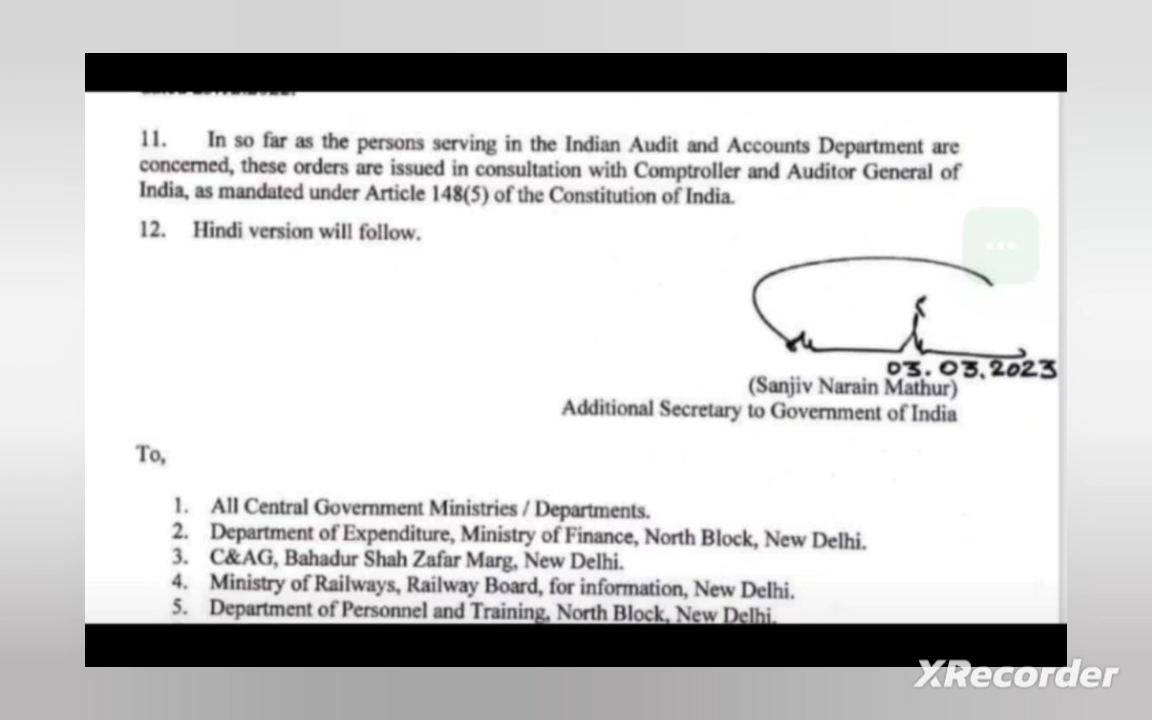 11. In so far as the persons serving in the Indian Audit and Accounts Department are
concerned, these orders are issued in consultation with Comptroller and Auditor General of
India, as mandated under Article 148(5) of the Constitution of India.
12. Hindi version will follow.
03.03.2023
(Sanjiv Narain Mathur)
Additional Secretary to Government of India
To,
1. All Central Government Ministries / Departments.
2. Department of Expenditure, Ministry of Finance, North Block, New Delhi.
3. C&AG, Bahadur Shah Zafar Marg, New Delhi.
4. Ministry of Railways, Railway Board, for information, New Delhi.
5. Department of Personnel and Training, North Block, New Delhi.
XRecorder